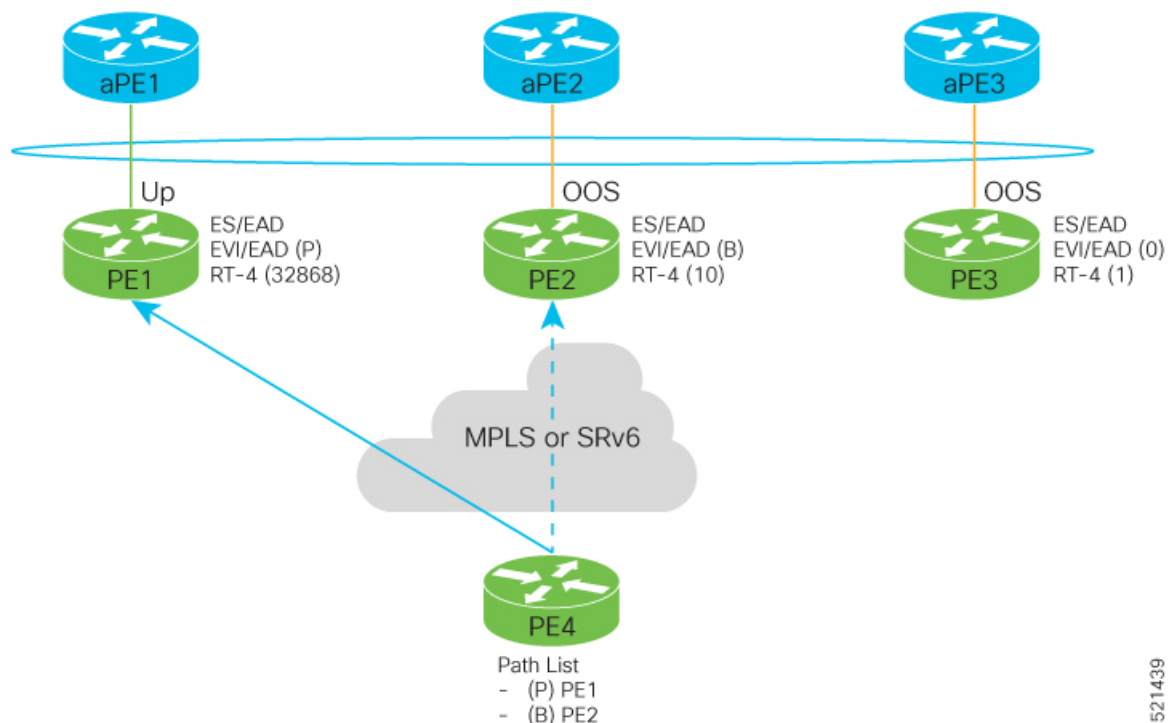 aPE1
aPE2
aPE3
Up
OOS
OOS
PE1
ES/EAD
EVI/EAD (P)
RT-4 (32868)
PE2
ES/EAD
EVI/EAD (B)
RT-4 (10)
PE3
ES/EAD
EVI/EAD (0)
RT-4 (1)
MPLS or SRv6
PE4
Path List
- (P) PE1
- (B) PE2
521439